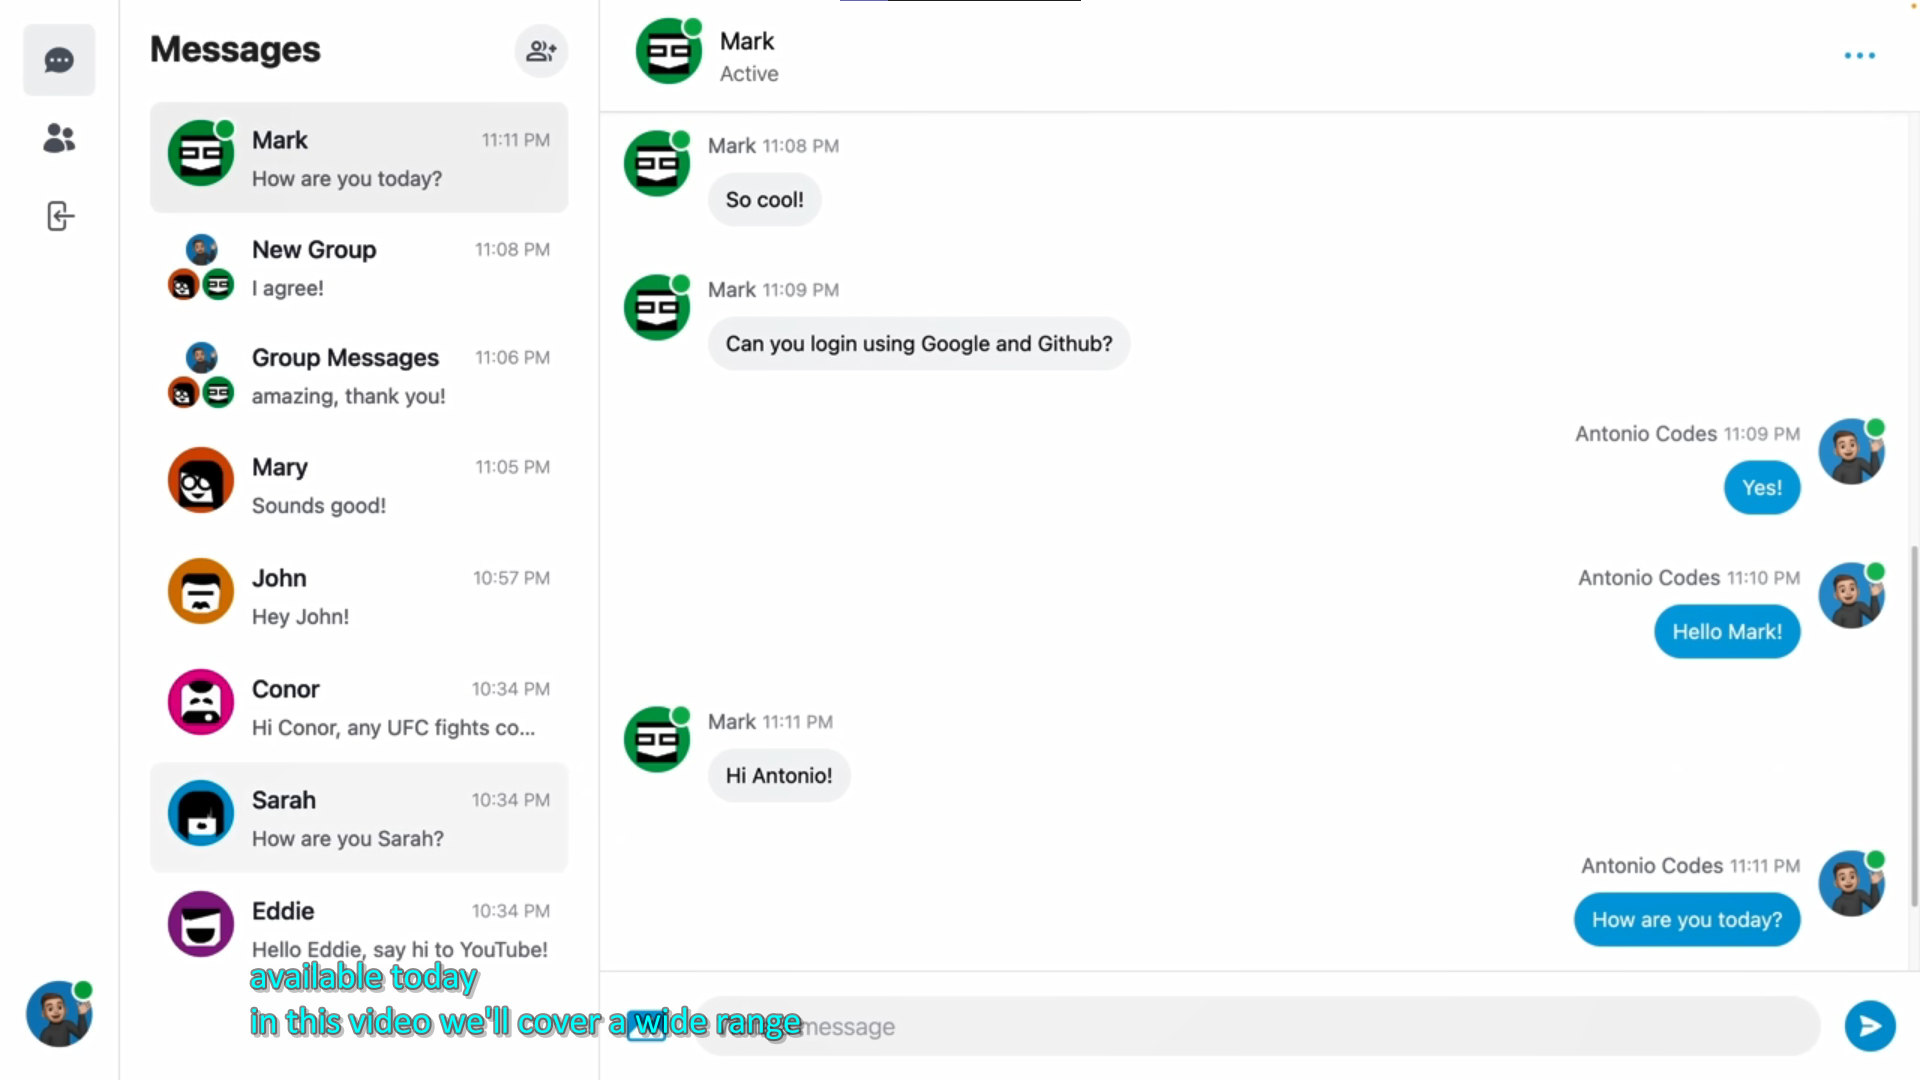 Messages
Mark 11:11 PM
How are you today?
New Group 11:08 PM
I agree!
Group Messages 11:06 PM
amazing, thank you!
Mary 11:05 PM
Sounds good!
John 10:57 PM
Hey John!
Conor 10:34 PM
Hi Conor, any UFC fights co...
Sarah 10:34 PM
How are you Sarah?
Eddie 10:34 PM
Hello Eddie, say hi to YouTube!
Mark
Active
Mark 11:08 PM
So cool!
Mark 11:09 PM
Can you login using Google and Github?
Antonio Codes 11:09 PM
Yes!
Antonio Codes 11:10 PM
Hello Mark!
Mark 11:11 PM
Hi Antonio!
Antonio Codes 11:11 PM
How are you today?
message
available today
in this video we'll cover a wide range